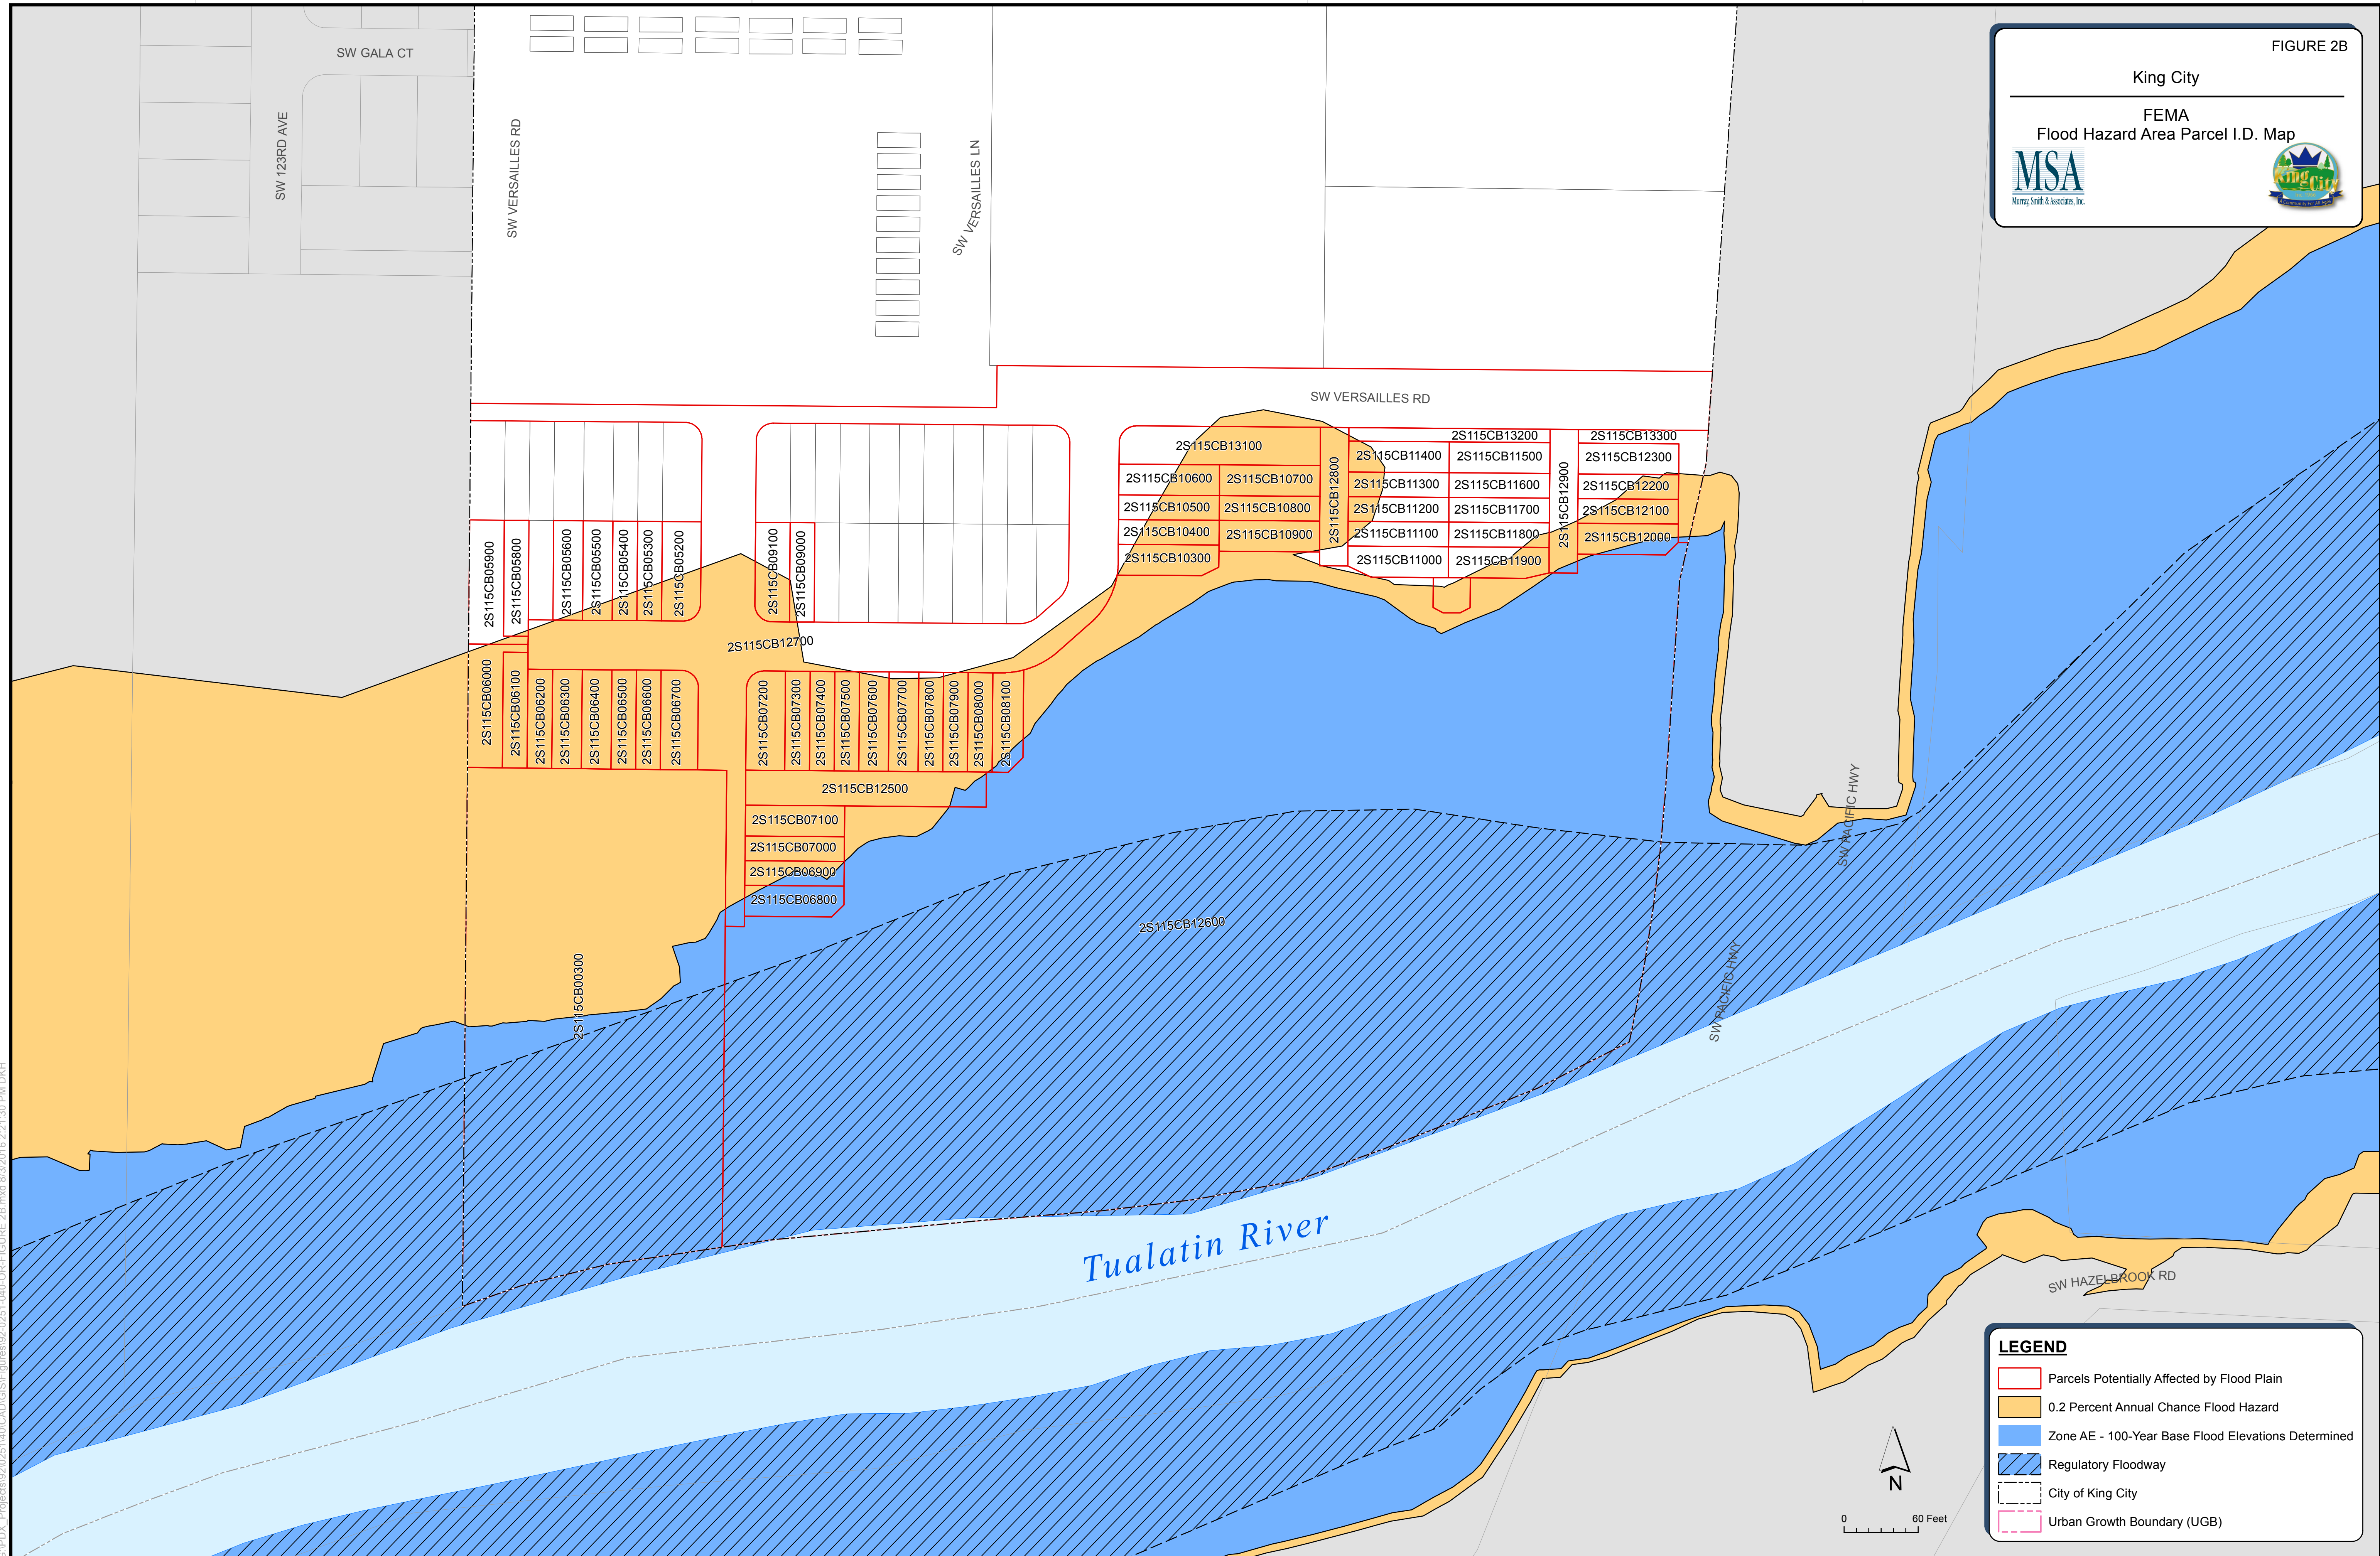 FIGURE 2B
King City
FEMA
Flood Hazard Area Parcel I.D. Map
MSA
Murray, Smith & Associates, Inc.
King City
SW GALA CT
SW 123RD AVE
SW VERSAILLES RD
SW VERSAILLES LN
SW VERSAILLES RD
2S115CB13100
2S115CB13200
2S115CB13300
2S115CB10600
2S115CB10700
2S115CB12800
2S115CB11400
2S115CB11500
2S115CB12900
2S115CB12300
2S115CB11300
2S115CB11600
2S115CB12200
2S115CB10500
2S115CB10800
2S115CB11200
2S115CB11700
2S115CB12100
2S115CB10400
2S115CB10900
2S115CB11100
2S115CB11800
2S115CB12000
2S115CB10300
2S115CB11000
2S115CB11900
2S115CB05900
2S115CB05800
2S115CB05600
2S115CB05500
2S115CB05400
2S115CB05300
2S115CB05200
2S115CB09100
2S115CB09000
2S115CB12700
2S115CB06000
2S115CB06100
2S115CB06200
2S115CB06300
2S115CB06400
2S115CB06500
2S115CB06600
2S115CB06700
2S115CB07200
2S115CB07300
2S115CB07400
2S115CB07500
2S115CB07600
2S115CB07700
2S115CB07800
2S115CB07900
2S115CB08000
2S115CB08100
2S115CB12500
2S115CB07100
2S115CB07000
2S115CB06900
2S115CB06800
2S115CB12600
2S115CB00300
SW PACIFIC HWY
SW PACIFIC HWY
Tualatin River
SW HAZELBROOK RD
LEGEND
Parcels Potentially Affected by Flood Plain
0.2 Percent Annual Chance Flood Hazard
Zone AE - 100-Year Base Flood Elevations Determined
Regulatory Floodway
City of King City
Urban Growth Boundary (UGB)
N
0 60 Feet